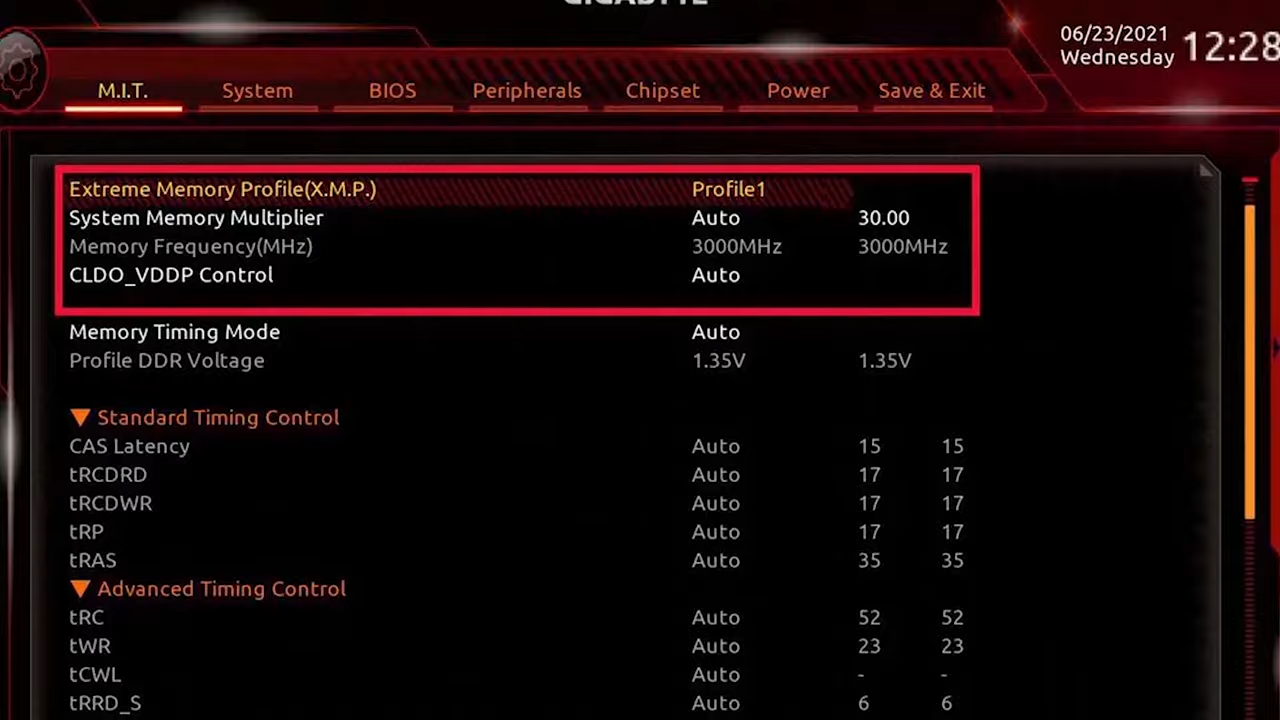 GIGABYTE
06/23/2021
Wednesday 12:28
M.I.T. System BIOS Peripherals Chipset Power Save & Exit
Extreme Memory Profile(X.M.P.) Profile1
System Memory Multiplier Auto 30.00
Memory Frequency(MHz) 3000MHz 3000MHz
CLDO_VDDP Control Auto
Memory Timing Mode Auto
Profile DDR Voltage 1.35V 1.35V
▼ Standard Timing Control
CAS Latency Auto 15 15
tRCDRD Auto 17 17
tRCDWR Auto 17 17
tRP Auto 17 17
tRAS Auto 35 35
▼ Advanced Timing Control
tRC Auto 52 52
tWR Auto 23 23
tCWL Auto - -
tRRD_S Auto 6 6